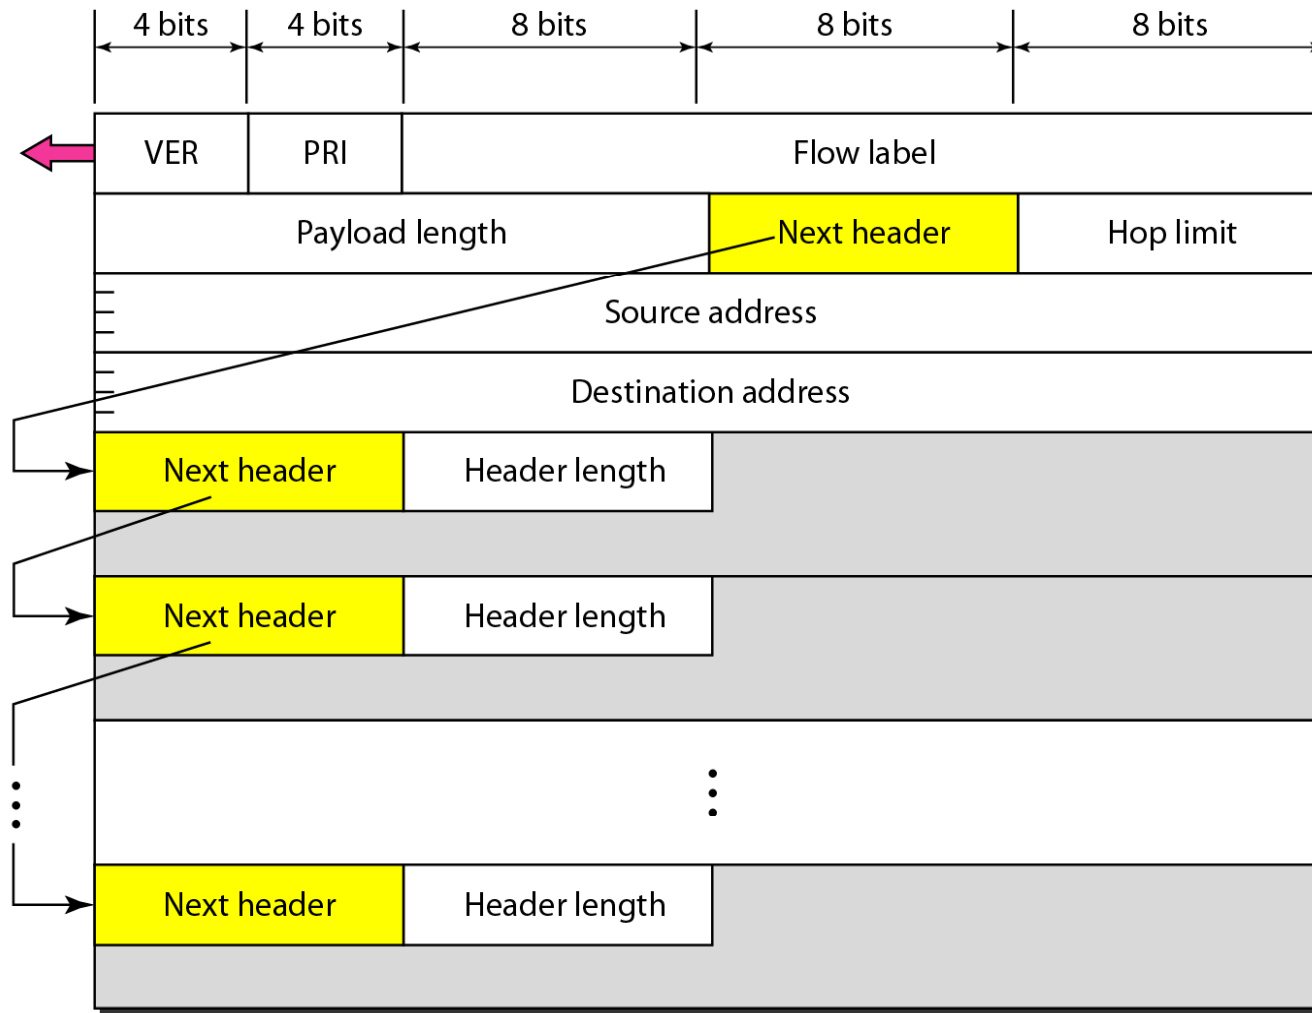 4 bits 4 bits 8 bits 8 bits 8 bits
VER PRI Flow label
Payload length Next header Hop limit
Source address
Destination address
Next header Header length
Next header Header length
Next header Header length